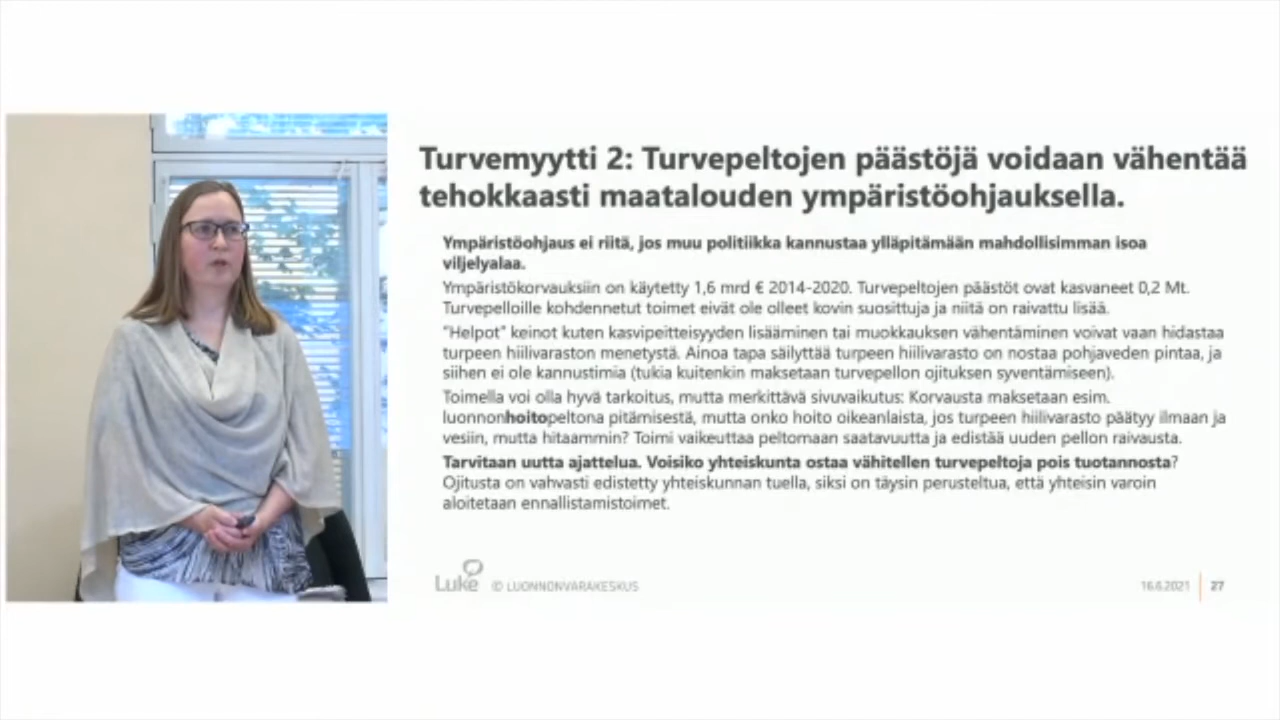 Turvemyytti 2: Turvepeltojen päästöjä voidaan vähentää
tehokkaasti maatalouden ympäristöohjauksella.
Ympäristöohjaus ei riitä, jos muu politiikka kannustaa ylläpitämään mahdollisimman isoa
viljelyalaa.
Ympäristökorvauksiin on käytetty 1,6 mrd € 2014-2020. Turvepeltojen päästöt ovat kasvaneet 0,2 Mt.
Turvepelloille kohdennetut toimet eivät ole olleet kovin suosittuja ja niitä on raivattu lisää.
"Helpot" keinot kuten kasvipeitteisyyden lisääminen tai muokkauksen vähentäminen voivat vaan hidastaa
turpeen hiilivaraston menetystä. Ainoa tapa säilyttää turpeen hiilivarasto on nostaa pohjaveden pintaa, ja
siihen ei ole kannustimia (tukia kuitenkin maksetaan turvepellon ojituksen syventämiseen).
Toimella voi olla hyvä tarkoitus, mutta merkittävä sivuvaikutus: Korvausta maksetaan esim.
luonnonhoitopeltona pitämisestä, mutta onko hoito oikeanlaista, jos turpeen hiilivarasto päätyy ilmaan ja
vesiin, mutta hitaammin? Toimi vaikeuttaa peltomaan saatavuutta ja edistää uuden pellon raivausta.
Tarvitaan uutta ajattelua. Voisiko yhteiskunta ostaa vähitellen turvepeltoja pois tuotannosta?
Ojitusta on vahvasti edistetty yhteiskunnan tuella, siksi on täysin perusteltua, että yhteisin varoin
aloitetaan ennallistamistoimet.
Luke © LUONNONVARAKESKUS
16.6.2021 27